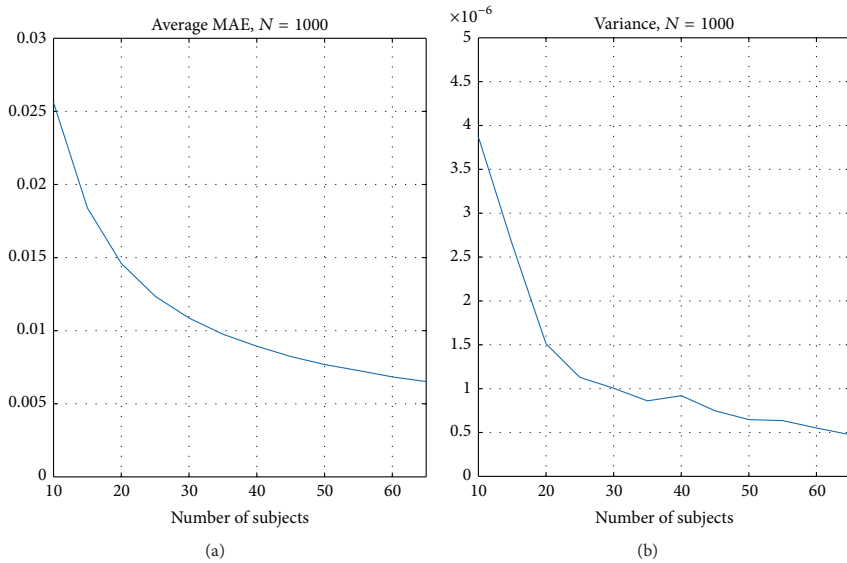 Average MAE, N = 1000
0.03
0.025
0.02
0.015
0.01
0.005
0
10 20 30 40 50 60
Number of subjects
(a)
×10−6
Variance, N = 1000
5
4.5
4
3.5
3
2.5
2
1.5
1
0.5
0
10 20 30 40 50 60
Number of subjects
(b)